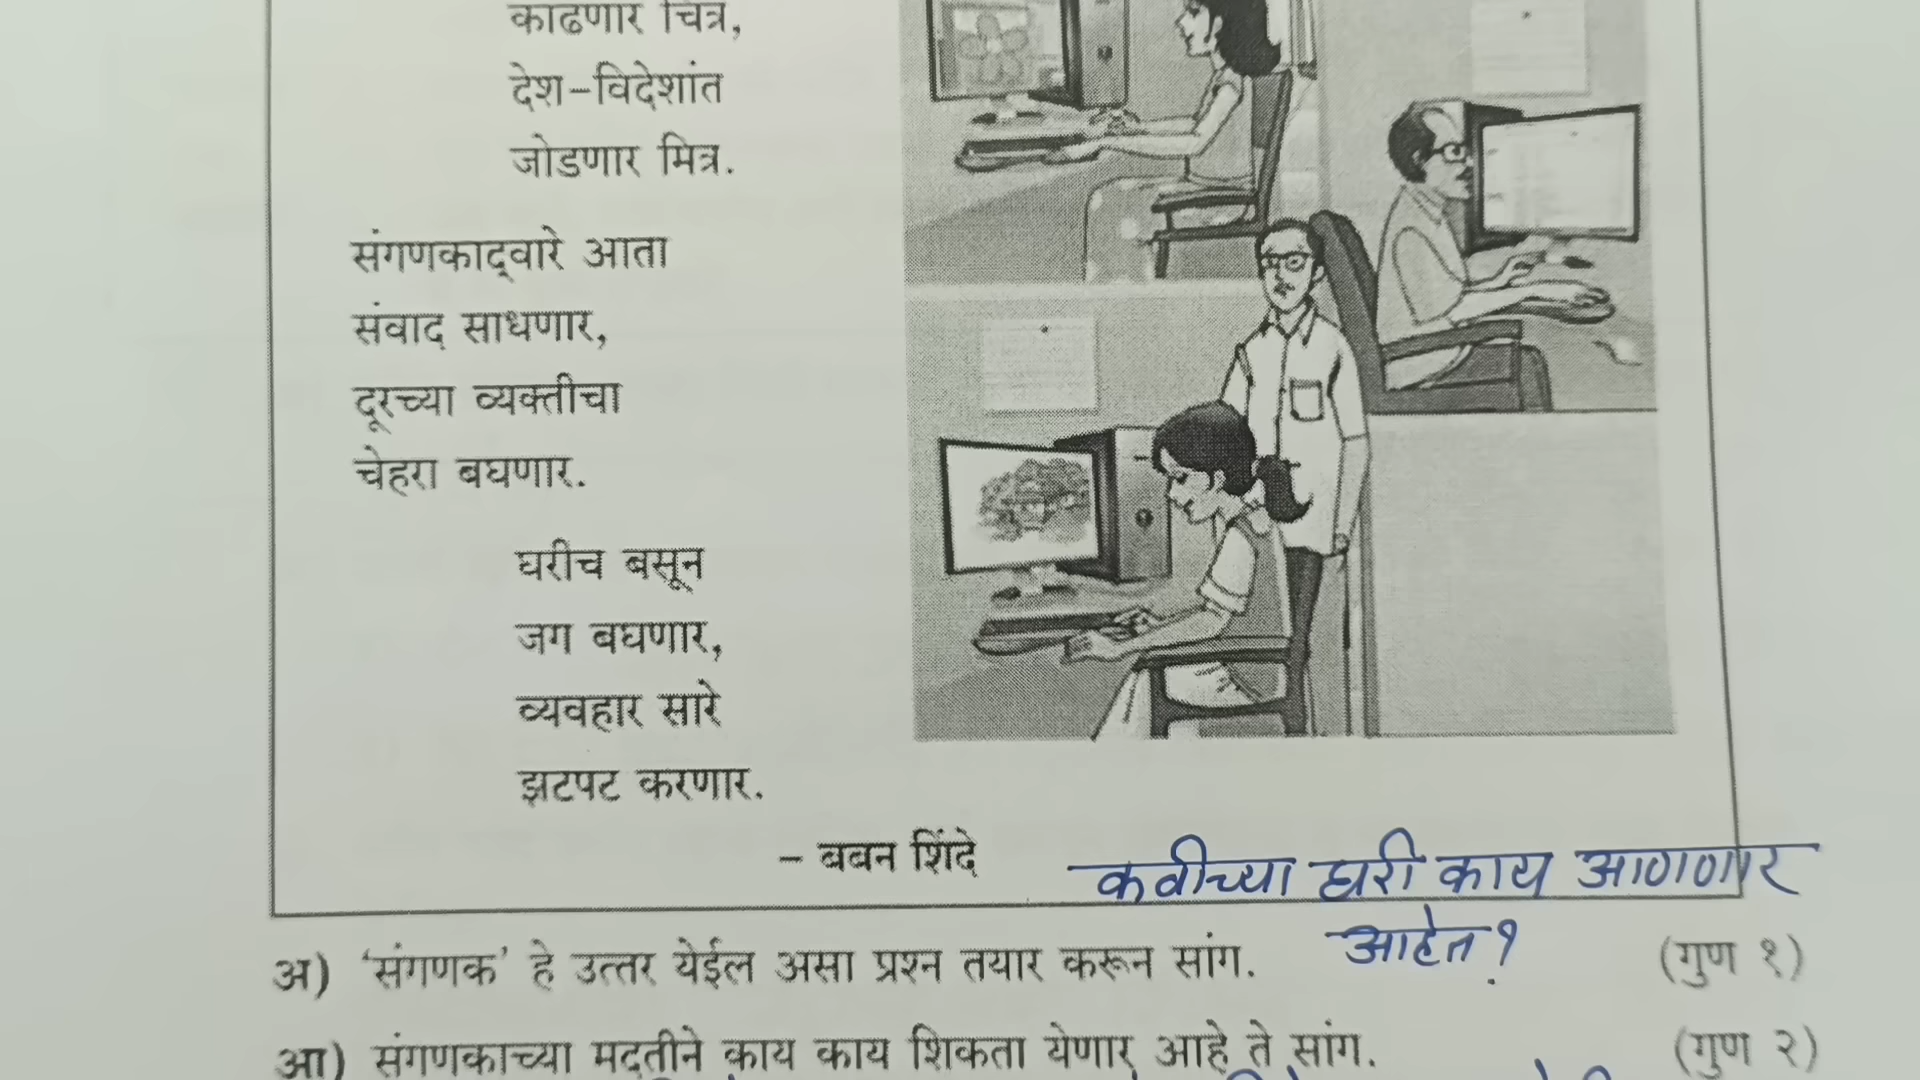 काढणार चित्र,
देश-विदेशांत
जोडणार मित्र.
संगणकाद्वारे आता
संवाद साधणार,
दूरच्या व्यक्तीचा
चेहरा बघणार.
घरीच बसून
जग बघणार,
व्यवहार सारे
झटपट करणार.
– बबन शिंदे
कवीच्या घरी काय आणणार
आहेत?
अ) 'संगणक' हे उत्तर येईल असा प्रश्न तयार करून सांग. (गुण १)
आ) संगणकाच्या मदतीने काय काय शिकता येणार आहे ते सांग. (गुण २)